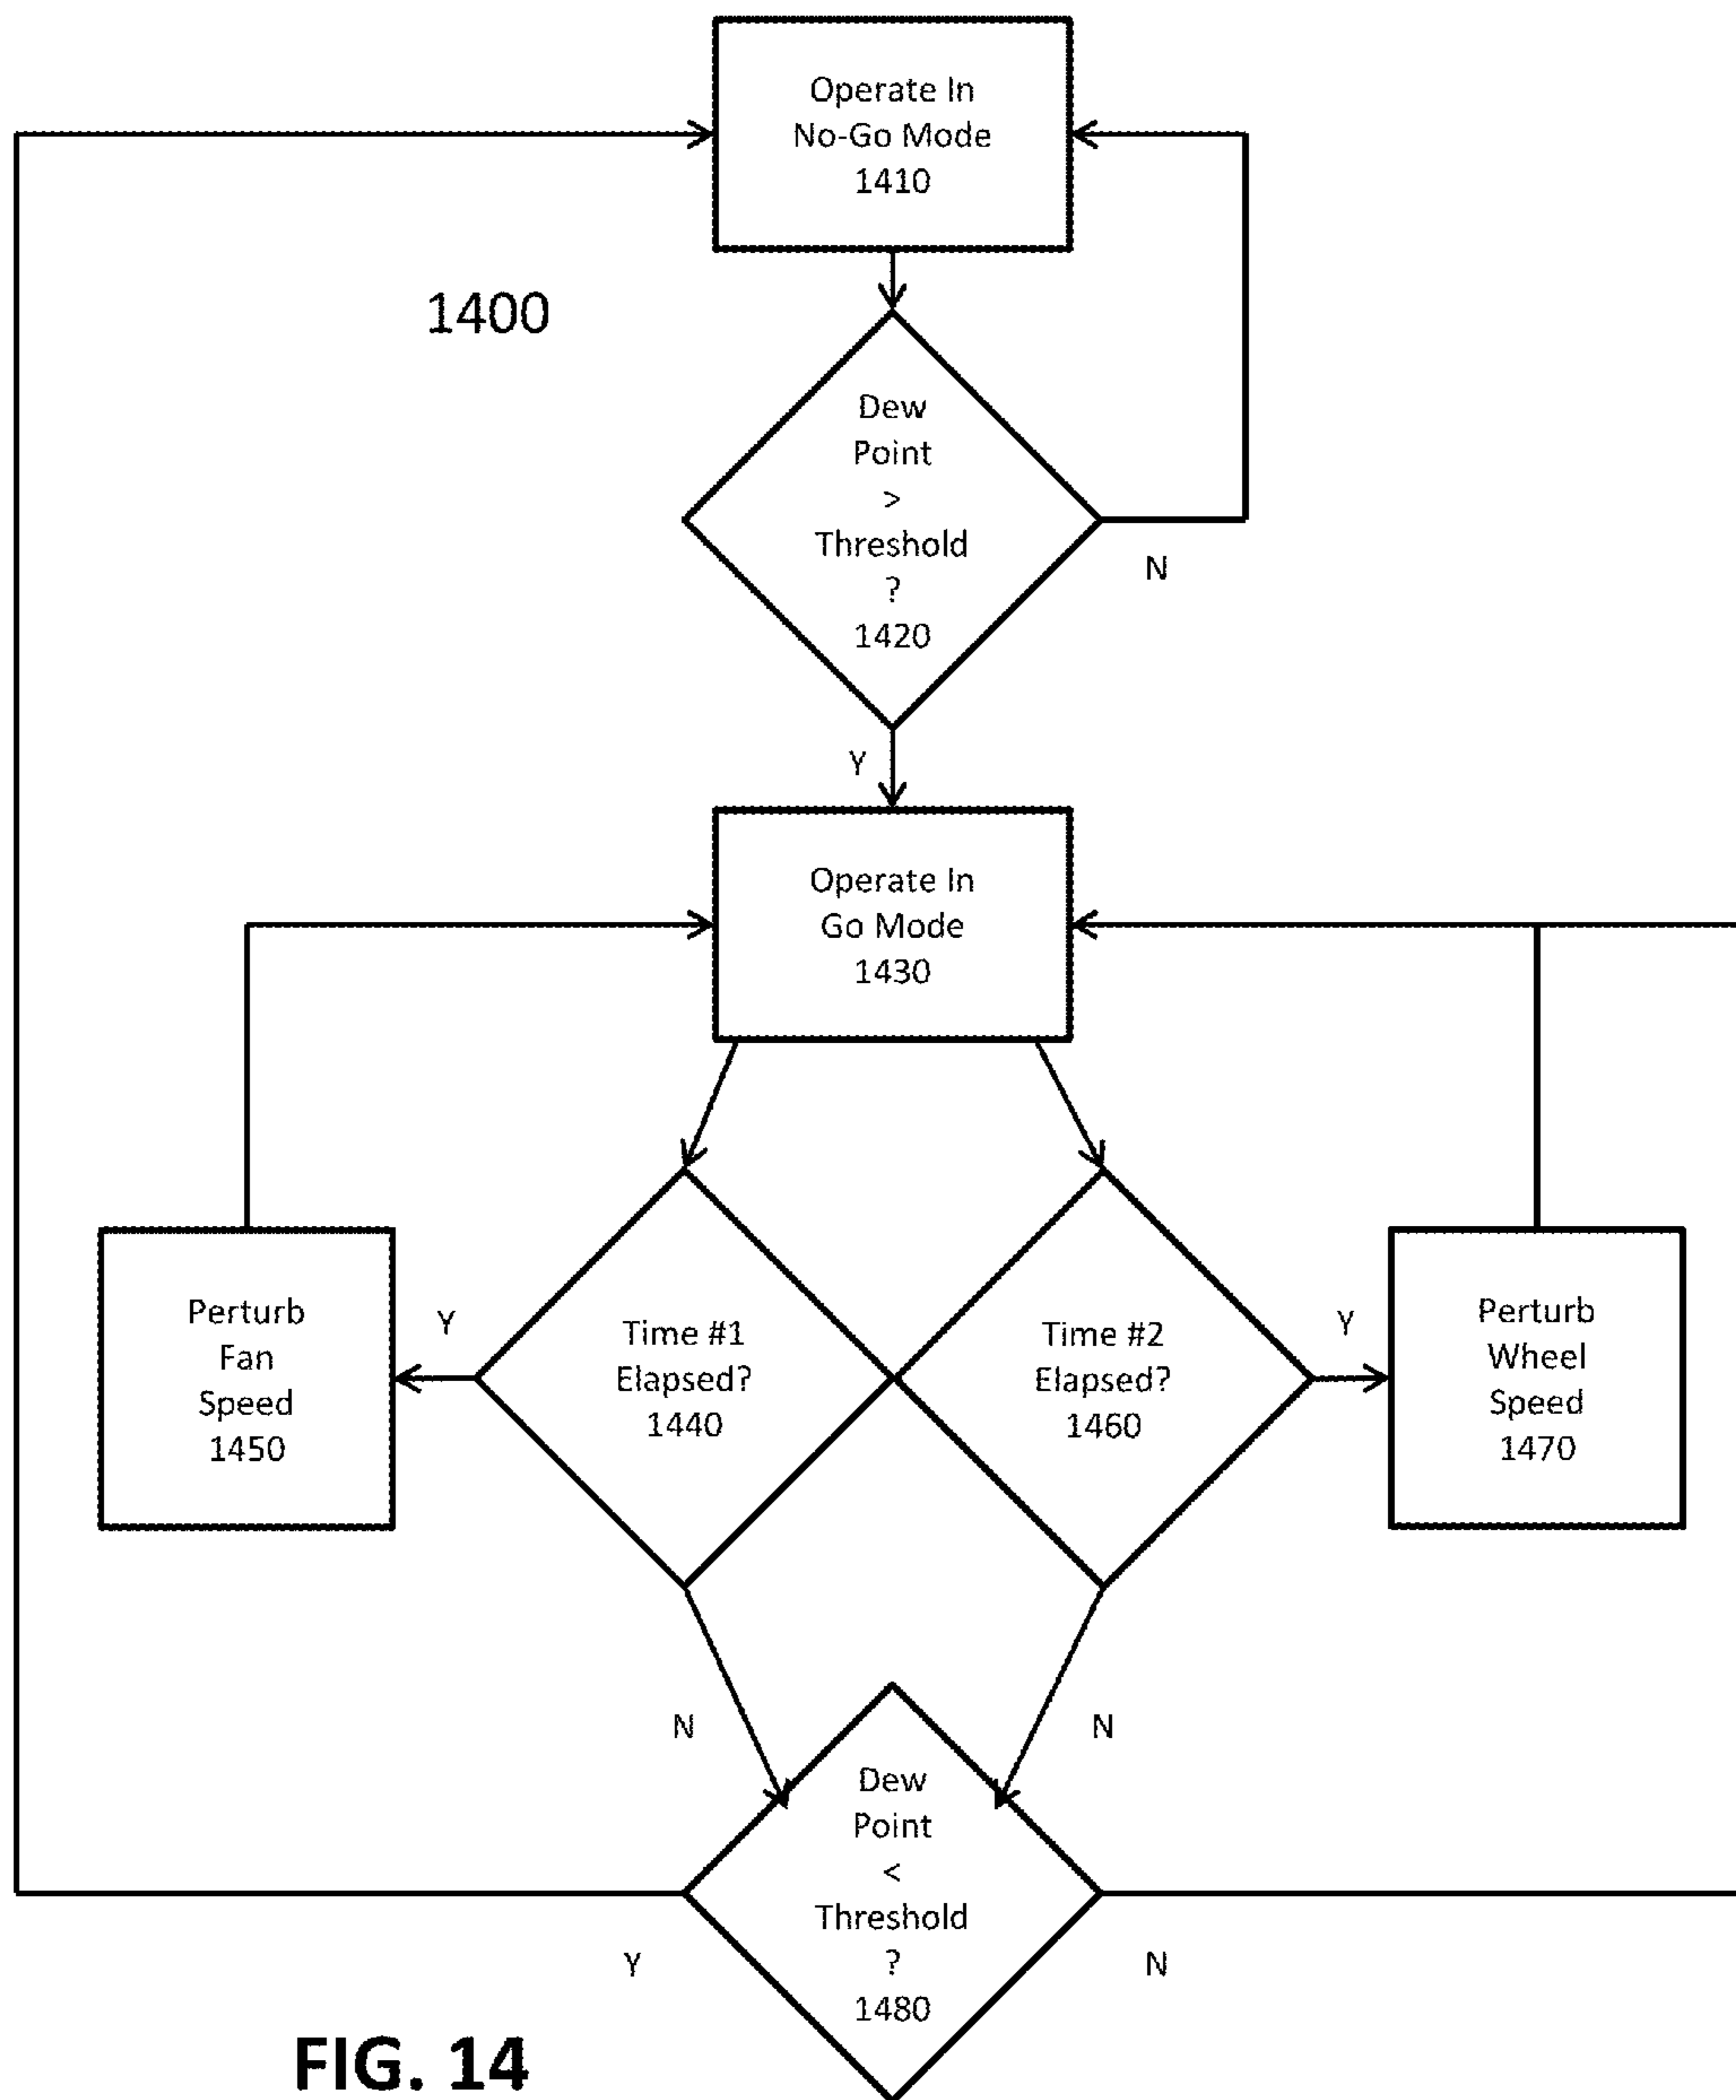 Operate In
No-Go Mode
1410
1400
Dew
Point
>
Threshold
?
1420
N
Y
Operate In
Go Mode
1430
Perturb
Fan
Speed
1450
Y
Time #1
Elapsed?
1440
Time #2
Elapsed?
1460
Y
Perturb
Wheel
Speed
1470
N
N
Dew
Point
<
Threshold
?
1480
Y
N
FIG. 14